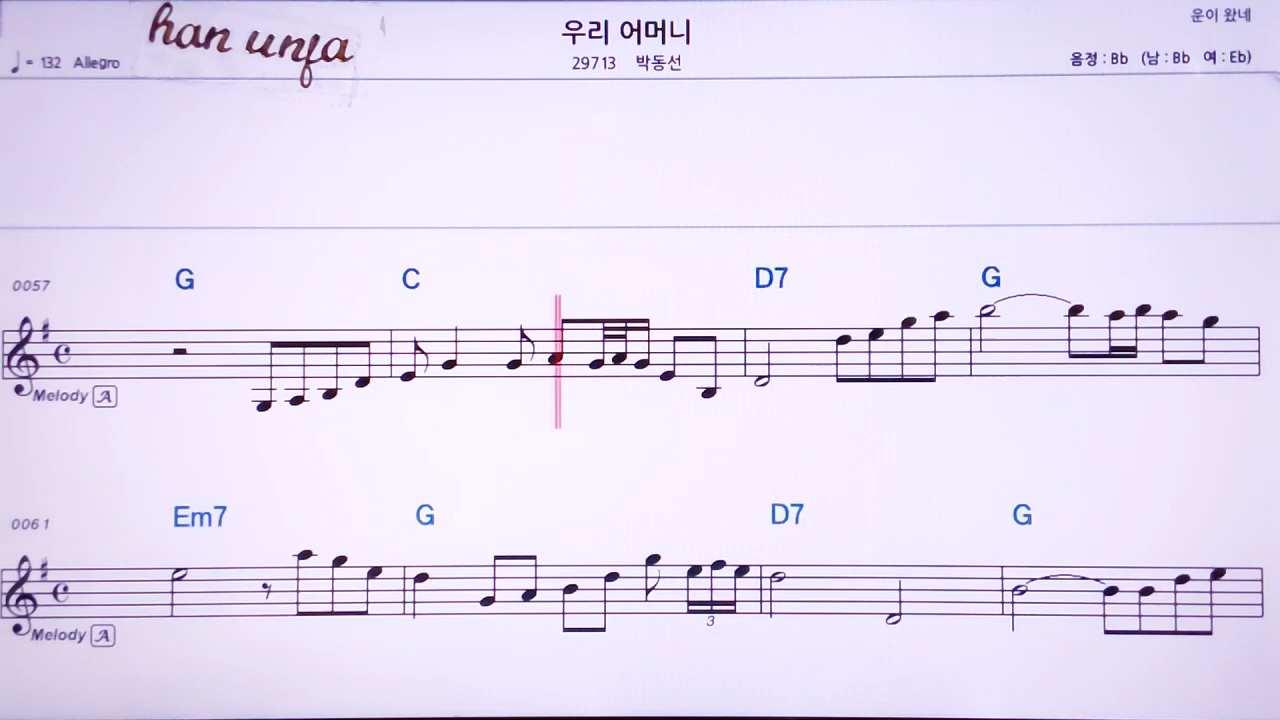 han unja
우리 어머니
운이 왔네
♩= 132 Allegro
29713 박동선
음정 : Bb (남 : Bb 여 : Eb)
0057
G C D7 G
Melody A
0061
Em7 G D7 G
3
Melody A